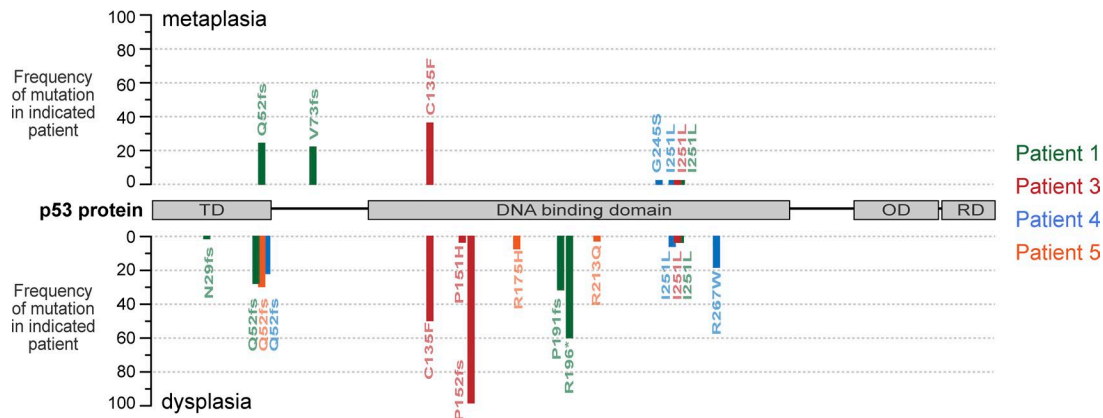 metaplasia
100
80
60
40
20
0
Frequency
of mutation
in indicated
patient
Q52fs
V73fs
C135F
G245S
I251L
I251L
I251L
p53 protein
TD
DNA binding domain
OD
RD
0
20
40
60
80
100
Frequency
of mutation
in indicated
patient
N29fs
Q52fs
Q52fs
Q52fs
C135F
P151H
P152fs
R175H
P191fs
R196*
R213Q
I251L
I251L
I251L
R267W
dysplasia
Patient 1
Patient 3
Patient 4
Patient 5